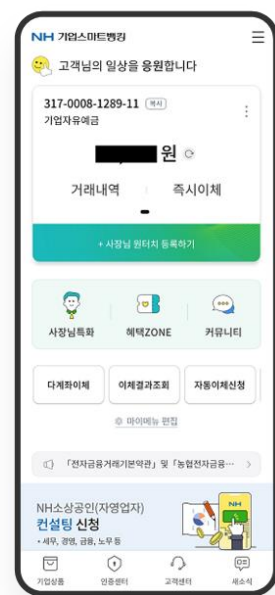 NH 기업스마트뱅킹
고객님의 일상을 응원합니다
317-0008-1289-11 복사
기업자유예금
원
거래내역 즉시이체
+ 사장님 원터치 등록하기
사장님특화 혜택ZONE 커뮤니티
다계좌이체 이체결과조회 자동이체신청
마이메뉴 편집
「전자금융거래기본약관」 및 「농협전자금융…
NH소상공인(자영업자)
컨설팅 신청
• 세무, 경영, 금융, 노무 등
NH
기업상품 인증센터 고객센터 새소식